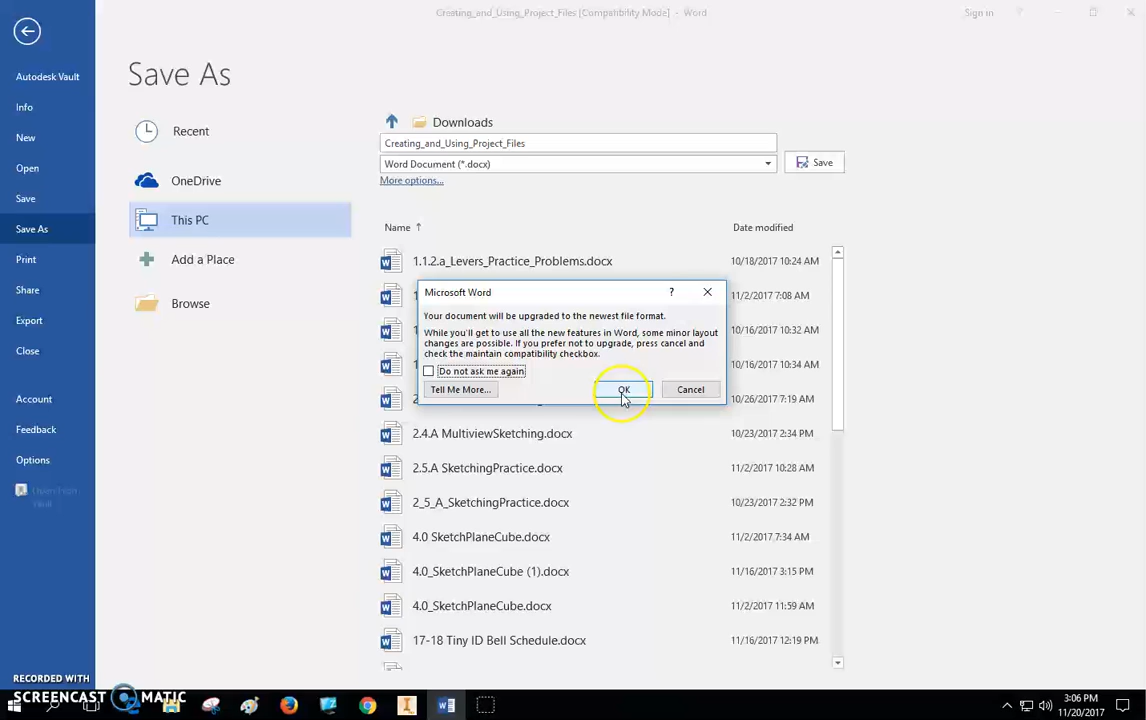 Creating_and_Using_Project_Files [Compatibility Mode] - Word
Sign in
?
Autodesk Vault
Info
New
Open
Save
Save As
Print
Share
Export
Close
Account
Feedback
Options
Save As
Recent
OneDrive
This PC
Add a Place
Browse
Downloads
Creating_and_Using_Project_Files
Word Document (*.docx)
Save
More options...
Name
Date modified
1.1.2.a_Levers_Practice_Problems.docx 10/18/2017 10:24 AM
11/2/2017 7:08 AM
10/16/2017 10:32 AM
10/16/2017 10:34 AM
10/26/2017 7:19 AM
Microsoft Word
?
Your document will be upgraded to the newest file format.
While you'll get to use all the new features in Word, some minor layout
changes are possible. If you prefer not to upgrade, press cancel and
check the maintain compatibility checkbox.
Do not ask me again
Tell Me More...
OK
Cancel
2.4.A MultiviewSketching.docx 10/23/2017 2:34 PM
2.5.A SketchingPractice.docx 11/2/2017 10:28 AM
2_5_A_SketchingPractice.docx 10/23/2017 2:32 PM
4.0 SketchPlaneCube.docx 11/2/2017 7:34 AM
4.0_SketchPlaneCube (1).docx 11/16/2017 3:15 PM
4.0_SketchPlaneCube.docx 11/2/2017 11:59 AM
17-18 Tiny ID Bell Schedule.docx 11/16/2017 12:19 PM
RECORDED WITH
SCREENCAST MATIC
3:06 PM
11/20/2017